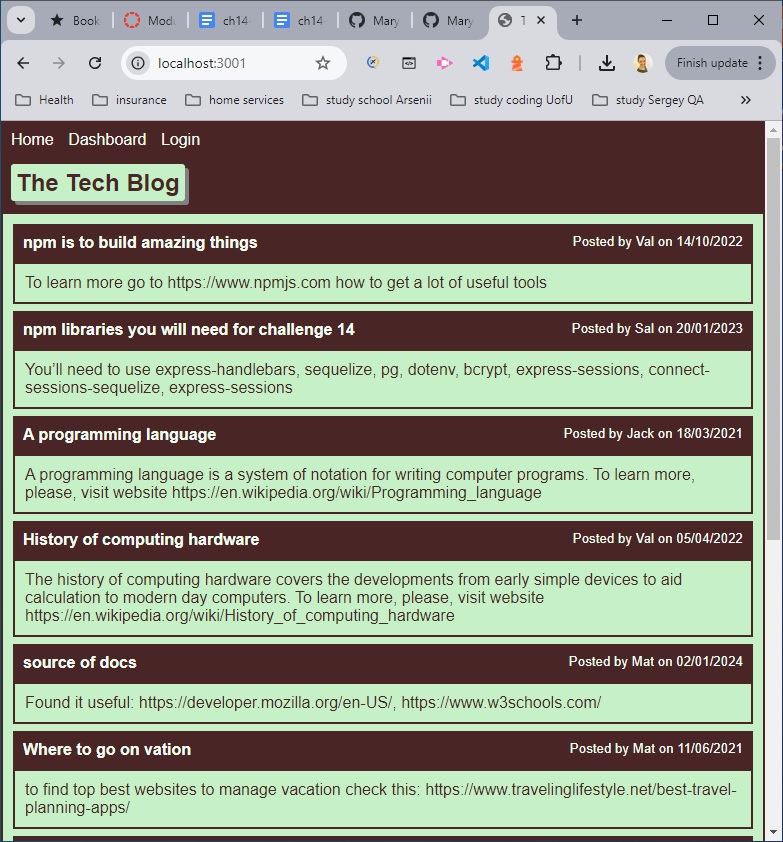 Book
Mod
ch14
ch14
Mary
Mary
T
localhost:3001
Finish update
Health insurance home services study school Arsenii study coding UofU study Sergey QA
Home Dashboard Login
The Tech Blog
npm is to build amazing things Posted by Val on 14/10/2022
To learn more go to https://www.npmjs.com how to get a lot of useful tools
npm libraries you will need for challenge 14 Posted by Sal on 20/01/2023
You’ll need to use express-handlebars, sequelize, pg, dotenv, bcrypt, express-sessions, connect-
sessions-sequelize, express-sessions
A programming language Posted by Jack on 18/03/2021
A programming language is a system of notation for writing computer programs. To learn more,
please, visit website https://en.wikipedia.org/wiki/Programming_language
History of computing hardware Posted by Val on 05/04/2022
The history of computing hardware covers the developments from early simple devices to aid
calculation to modern day computers. To learn more, please, visit website
https://en.wikipedia.org/wiki/History_of_computing_hardware
source of docs Posted by Mat on 02/01/2024
Found it useful: https://developer.mozilla.org/en-US/, https://www.w3schools.com/
Where to go on vation Posted by Mat on 11/06/2021
to find top best websites to manage vacation check this: https://www.travelinglifestyle.net/best-travel-
planning-apps/